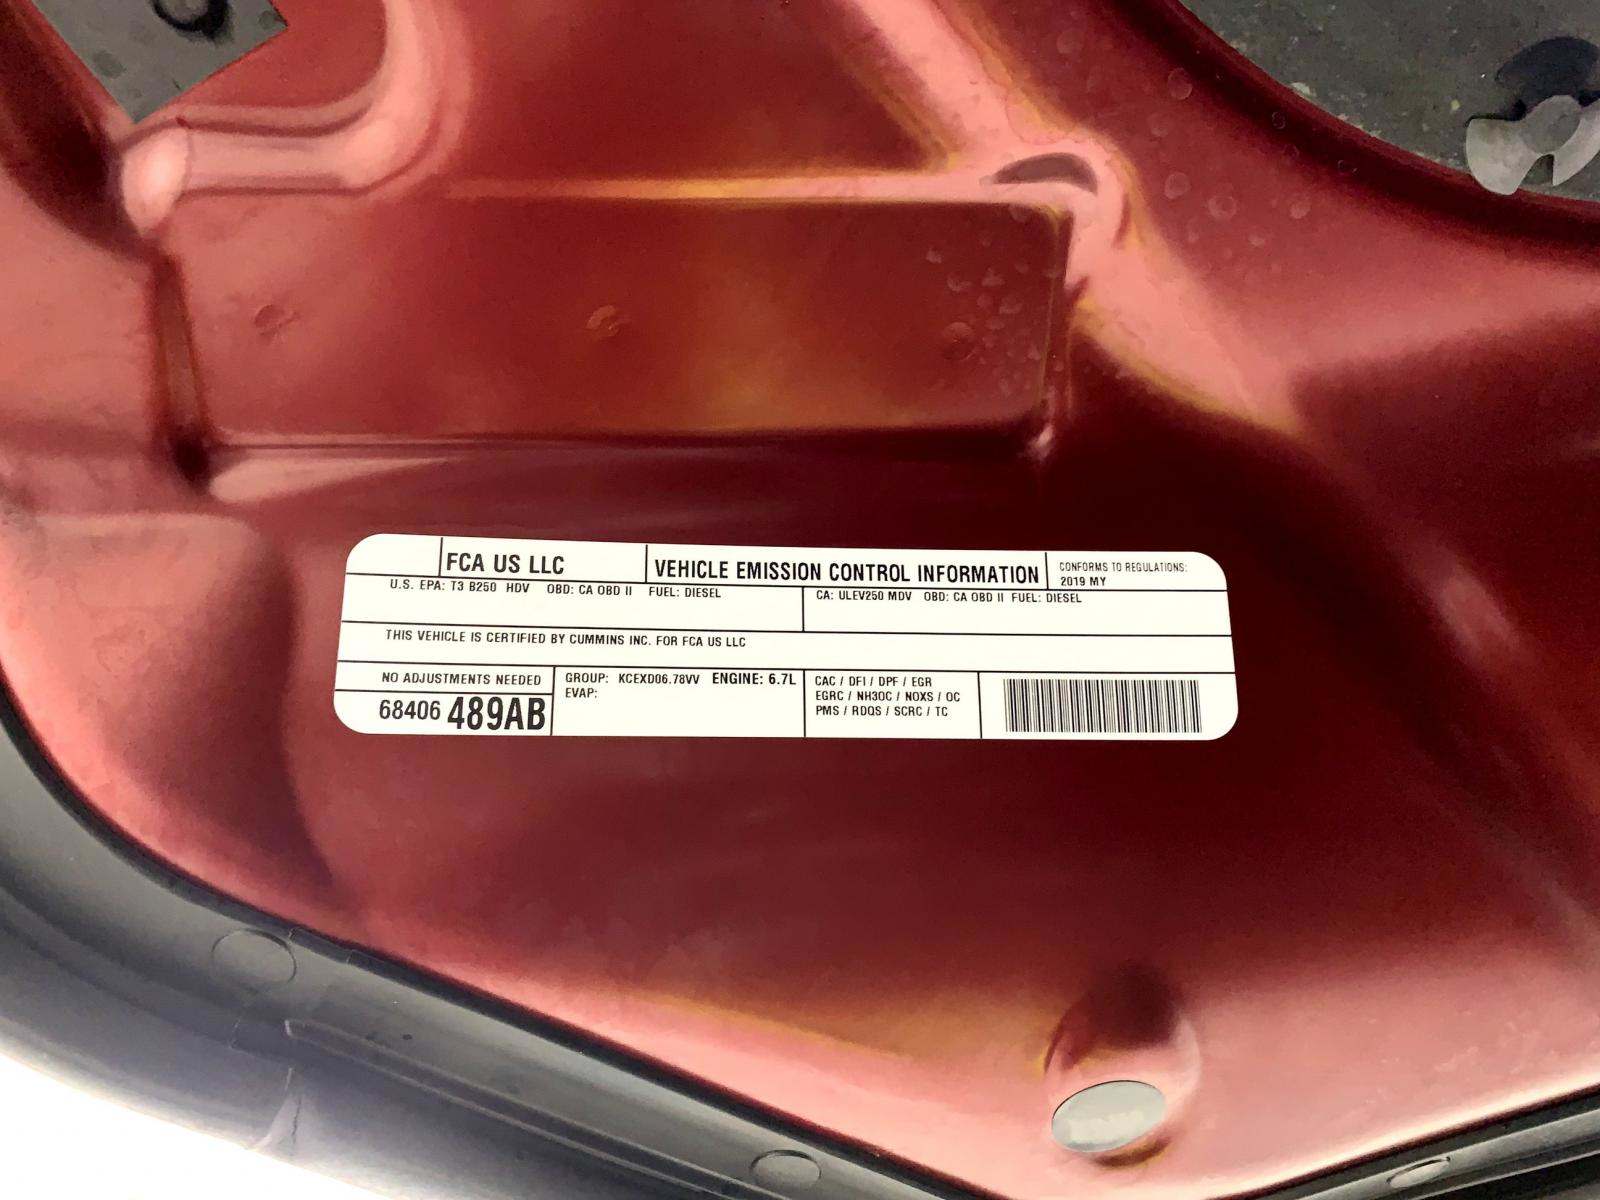 FCA US LLC
VEHICLE EMISSION CONTROL INFORMATION
CONFORMS TO REGULATIONS:
2019 MY
U.S. EPA: T3 B250 HDV OBD: CA OBD II FUEL: DIESEL
CA: ULEV250 MDV OBD: CA OBD II FUEL: DIESEL
THIS VEHICLE IS CERTIFIED BY CUMMINS INC. FOR FCA US LLC
NO ADJUSTMENTS NEEDED
68406 489AB
GROUP: KCEXD06.78VV ENGINE: 6.7L
EVAP:
CAC / DFI / DPF / EGR
EGRC / NH3OC / NOXS / OC
PMS / RDQS / SCRC / TC